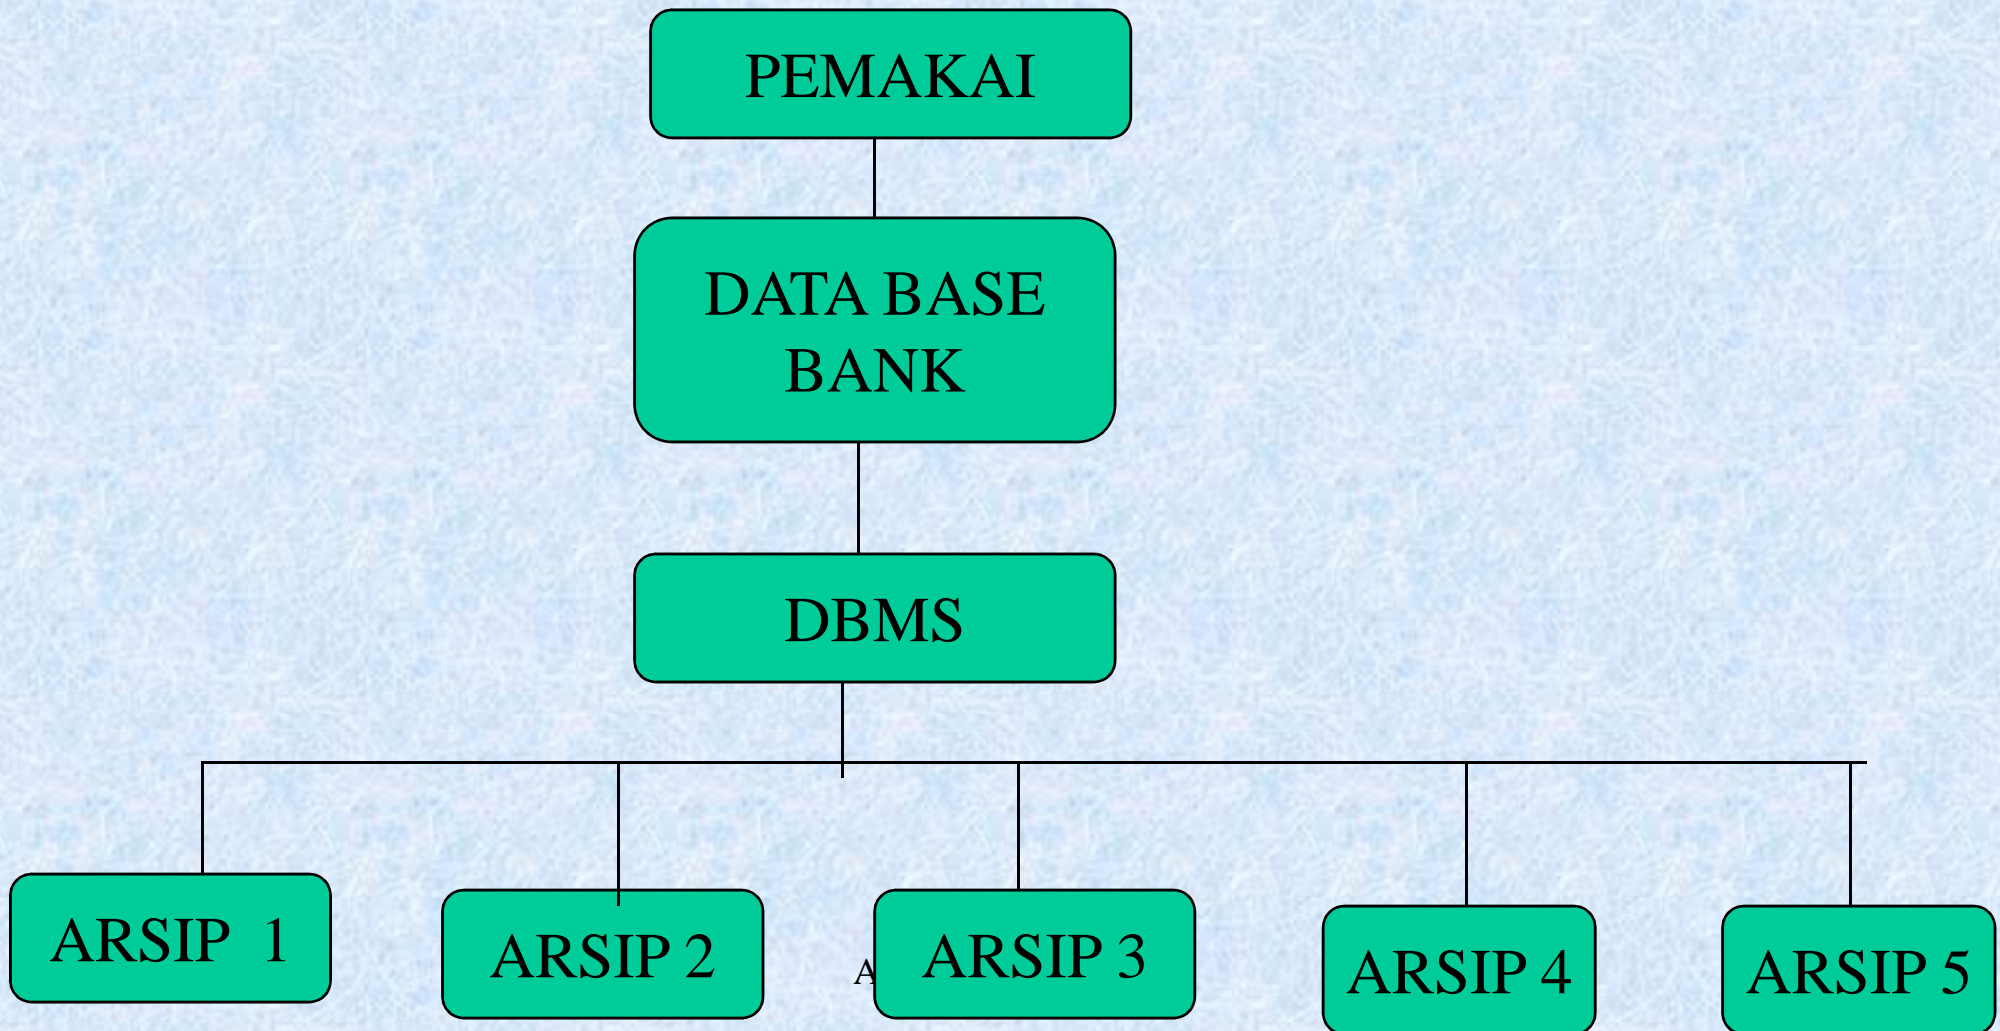 PEMAKAI
DATA BASE
BANK
DBMS
ARSIP 1
ARSIP 2
ARSIP 3
ARSIP 4
ARSIP 5